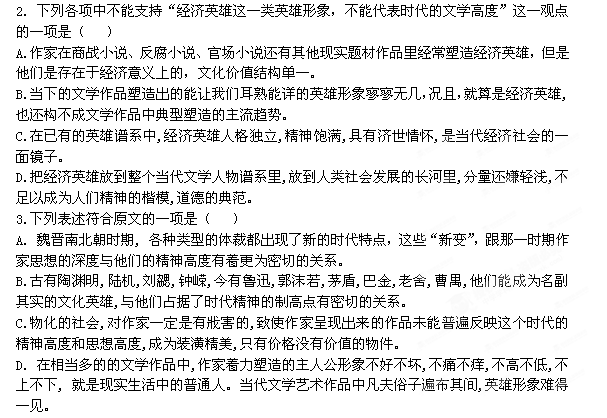 2. 下列各项中不能支持“经济英雄这一类英雄形象，不能代表时代的文学高度”这一观点
的一项是（　　）
A.作家在商战小说、反腐小说、官场小说还有其他现实题材作品里经常塑造经济英雄，但是
他们是存在于经济意义上的，文化价值结构单一。
B.当下的文学作品塑造出的能让我们耳熟能详的英雄形象寥寥无几，况且，就算是经济英雄，
也还构不成文学作品中典型塑造的主流趋势。
C.在已有的英雄谱系中,经济英雄人格独立,精神饱满,具有济世情怀,是当代经济社会的一
面镜子。
D.把经济英雄放到整个当代文学人物谱系里,放到人类社会发展的长河里,分量还嫌轻浅,不
足以成为人们精神的楷模,道德的典范。
3.下列表述符合原文的一项是（　　）
A. 魏晋南北朝时期, 各种类型的体裁都出现了新的时代特点，这些“新变”，跟那一时期作
家思想的深度与他们的精神高度有着更为密切的关系。
B.古有陶渊明,陆机,刘勰,钟嵘,今有鲁迅,郭沫若,茅盾,巴金,老舍,曹禺,他们能成为名副
其实的文化英雄,与他们占据了时代精神的制高点有密切的关系。
C.物化的社会,对作家一定是有戕害的,致使作家呈现出来的作品未能普遍反映这个时代的
精神高度和思想高度,成为装潢精美,只有价格没有价值的物件。
D. 在相当多的的文学作品中,作家着力塑造的主人公形象不好不坏,不痛不痒,不高不低,不
上不下, 就是现实生活中的普通人。当代文学艺术作品中凡夫俗子遍布其间,英雄形象难得
一见。